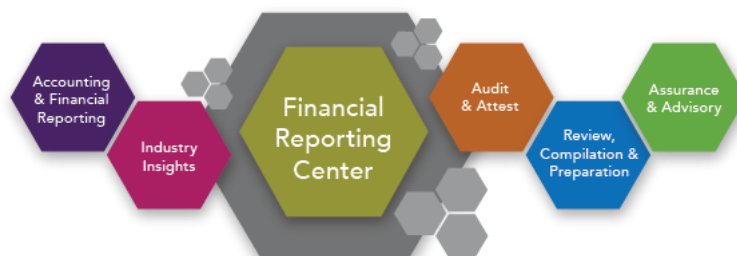 Accounting
& Financial
Reporting
Industry
Insights
Financial
Reporting
Center
Audit
& Attest
Review,
Compilation &
Preparation
Assurance
& Advisory